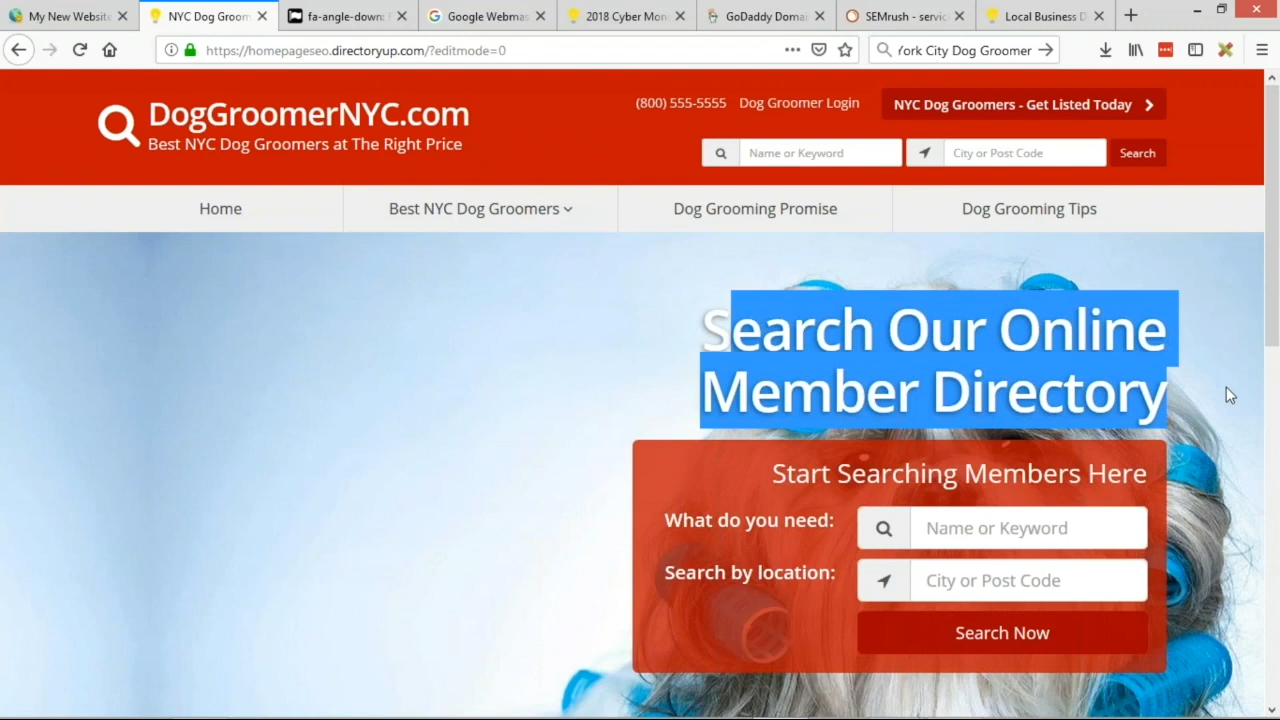 My New Website
NYC Dog Groom
fa-angle-down: F
Google Webmas
2018 Cyber Mon
GoDaddy Domai
SEMrush - servic
Local Business D
https://homepageseo.directoryup.com/?editmode=0
York City Dog Groomer
DogGroomerNYC.com
Best NYC Dog Groomers at The Right Price
(800) 555-5555
Dog Groomer Login
NYC Dog Groomers - Get Listed Today
Name or Keyword
City or Post Code
Search
Home
Best NYC Dog Groomers
Dog Grooming Promise
Dog Grooming Tips
Search Our Online
Member Directory
Start Searching Members Here
What do you need:
Name or Keyword
Search by location:
City or Post Code
Search Now